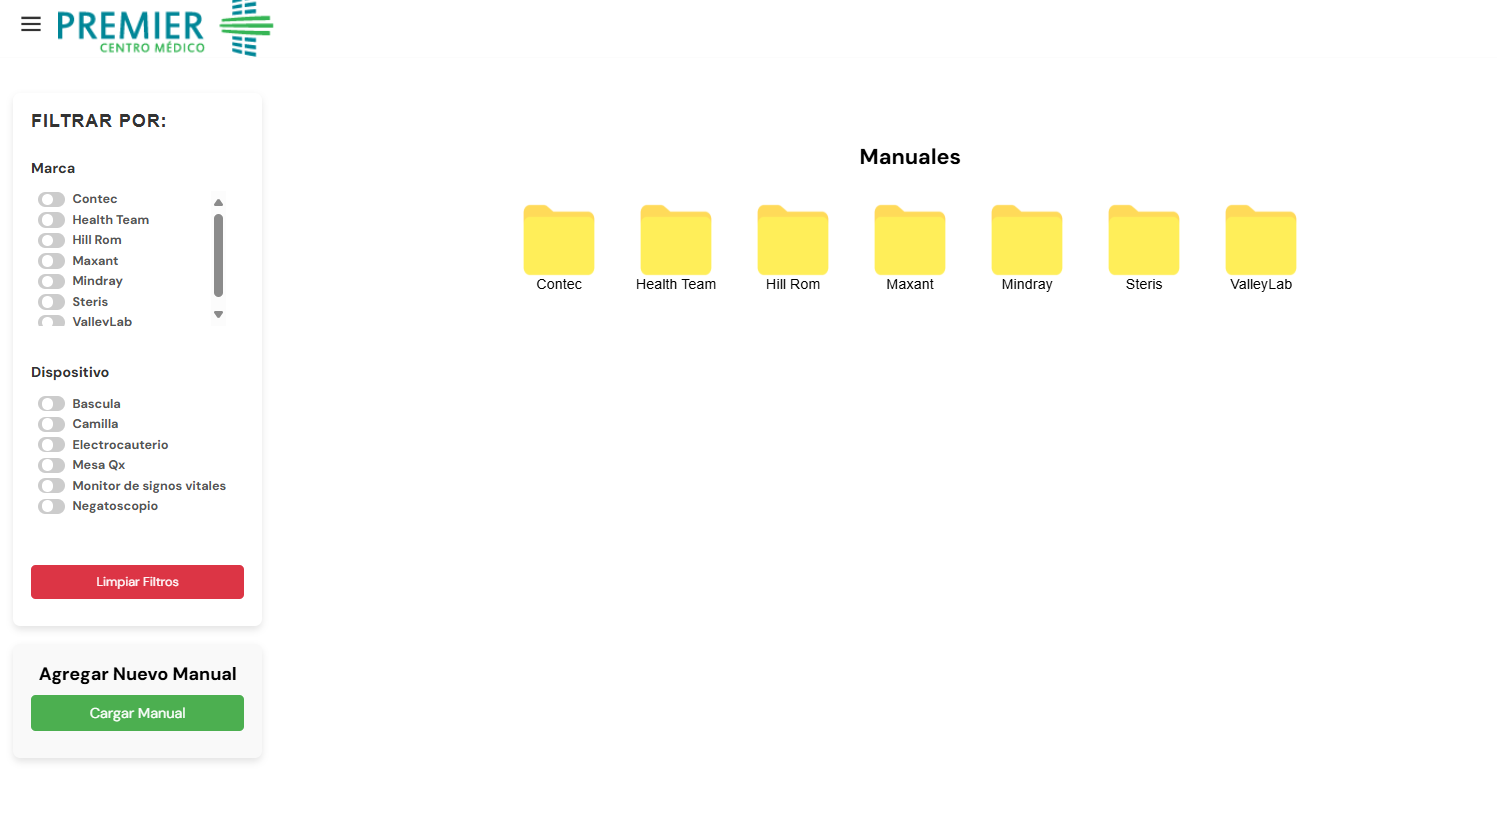 PREMIER
CENTRO MÉDICO
FILTRAR POR:
Marca
Contec
Health Team
Hill Rom
Maxant
Mindray
Steris
ValleyLab
Dispositivo
Bascula
Camilla
Electrocauterio
Mesa Qx
Monitor de signos vitales
Negatoscopio
Limpiar Filtros
Agregar Nuevo Manual
Cargar Manual
Manuales
Contec
Health Team
Hill Rom
Maxant
Mindray
Steris
ValleyLab